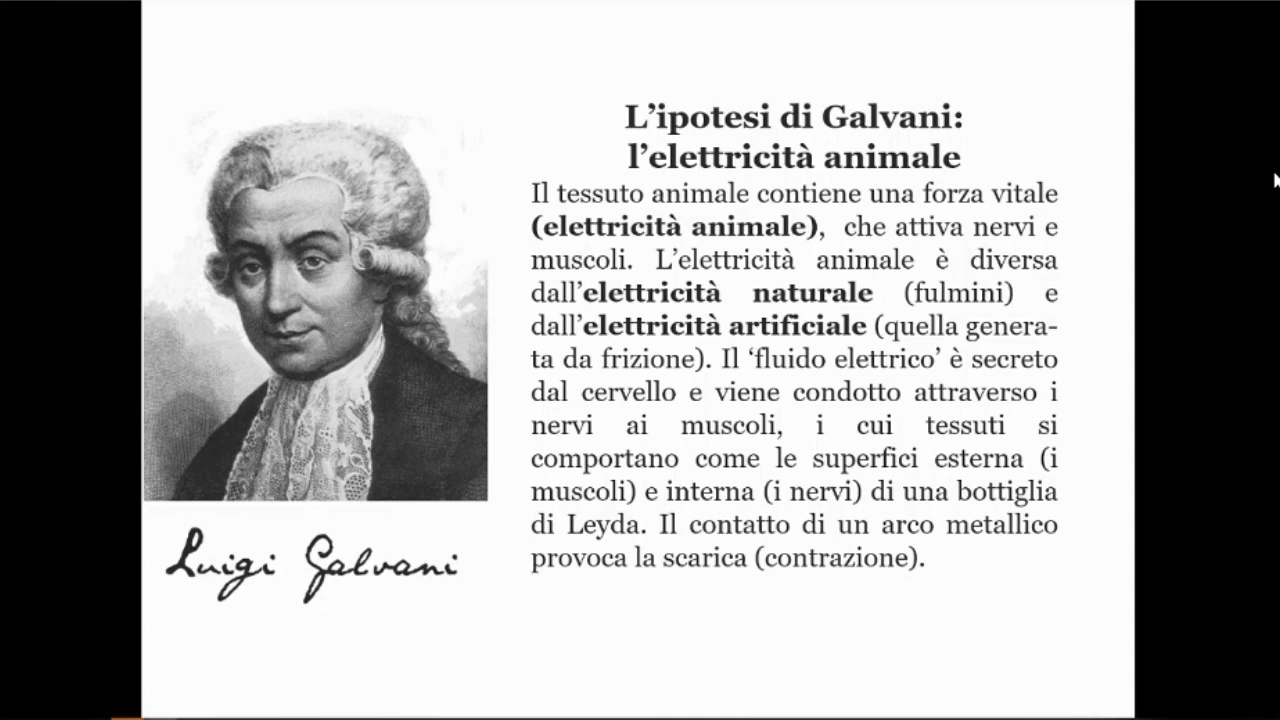 L’ipotesi di Galvani:
l’elettricità animale
Il tessuto animale contiene una forza vitale
(elettricità animale), che attiva nervi e
muscoli. L’elettricità animale è diversa
dall’elettricità naturale (fulmini) e
dall’elettricità artificiale (quella genera-
ta da frizione). Il ‘fluido elettrico’ è secreto
dal cervello e viene condotto attraverso i
nervi ai muscoli, i cui tessuti si
comportano come le superfici esterna (i
muscoli) e interna (i nervi) di una bottiglia
di Leyda. Il contatto di un arco metallico
provoca la scarica (contrazione).
Luigi Galvani